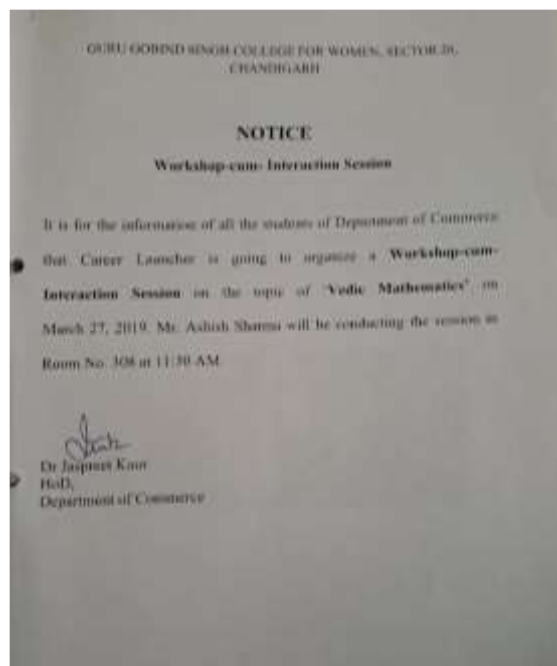 GURU GOBIND SINGH COLLEGE FOR WOMEN, SECTOR 26,
CHANDIGARH
NOTICE
Workshop-cum- Interaction Session
It is for the information of all the students of Department of Commerce
that Career Launcher is going to organize a Workshop-cum-
Interaction Session on the topic of 'Vedic Mathematics' on
March 27, 2019. Mr. Ashish Sharma will be conducting the session in
Room No. 308 at 11:30 AM
Dr Kaur
HoD,
Department of Commerce